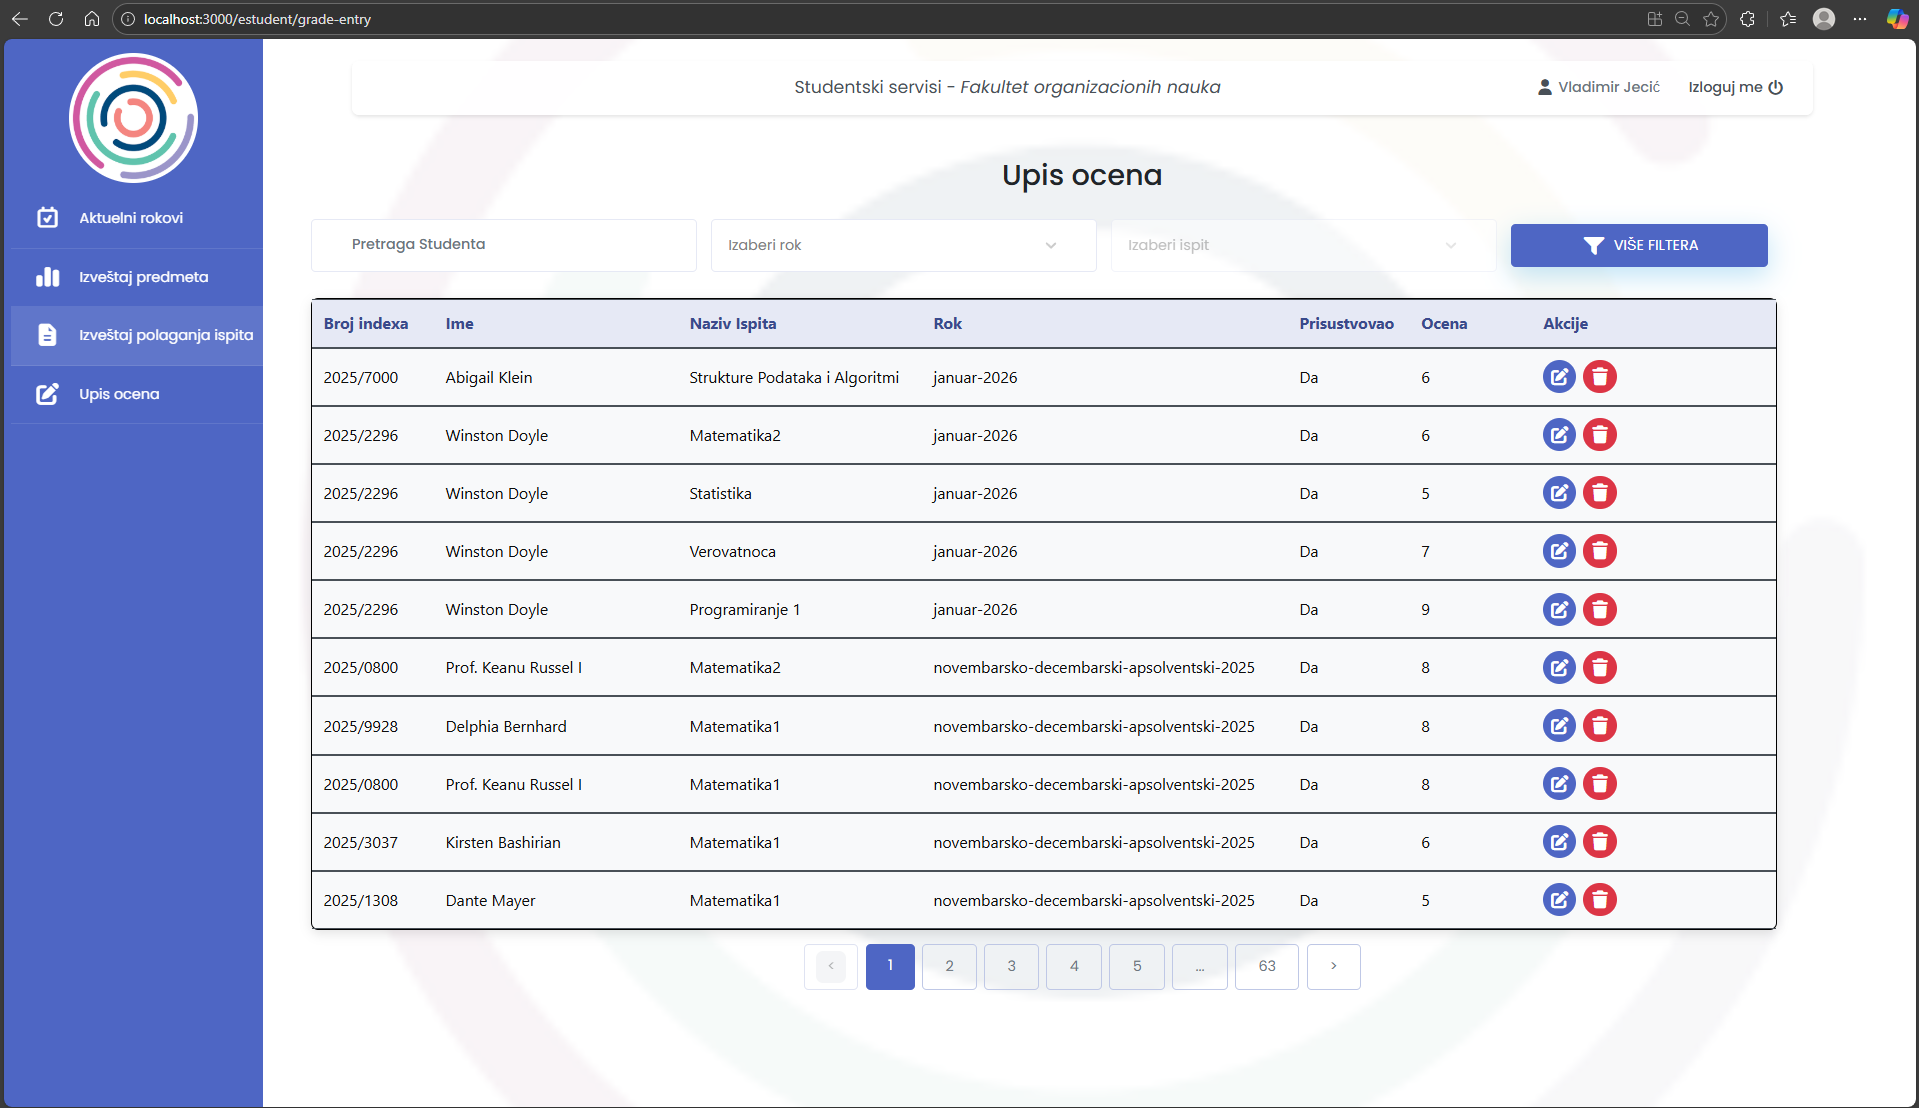 localhost:3000/estudent/grade-entry
Studentski servisi - Fakultet organizacionih nauka
Vladimir Jecić
Izloguj me
Aktuelni rokovi
Izveštaj predmeta
Izveštaj polaganja ispita
Upis ocena
Upis ocena
Pretraga Studenta
Izaberi rok
Izaberi ispit
VIŠE FILTERA
Broj indexa Ime Naziv Ispita Rok Prisustvovao Ocena Akcije
2025/7000 Abigail Klein Strukture Podataka i Algoritmi januar-2026 Da 6
2025/2296 Winston Doyle Matematika2 januar-2026 Da 6
2025/2296 Winston Doyle Statistika januar-2026 Da 5
2025/2296 Winston Doyle Verovatnoca januar-2026 Da 7
2025/2296 Winston Doyle Programiranje 1 januar-2026 Da 9
2025/0800 Prof. Keanu Russel I Matematika2 novembarsko-decembarski-apsolventski-2025 Da 8
2025/9928 Delphia Bernhard Matematika1 novembarsko-decembarski-apsolventski-2025 Da 8
2025/0800 Prof. Keanu Russel I Matematika1 novembarsko-decembarski-apsolventski-2025 Da 8
2025/3037 Kirsten Bashirian Matematika1 novembarsko-decembarski-apsolventski-2025 Da 6
2025/1308 Dante Mayer Matematika1 novembarsko-decembarski-apsolventski-2025 Da 5
< 1 2 3 4 5 ... 63 >